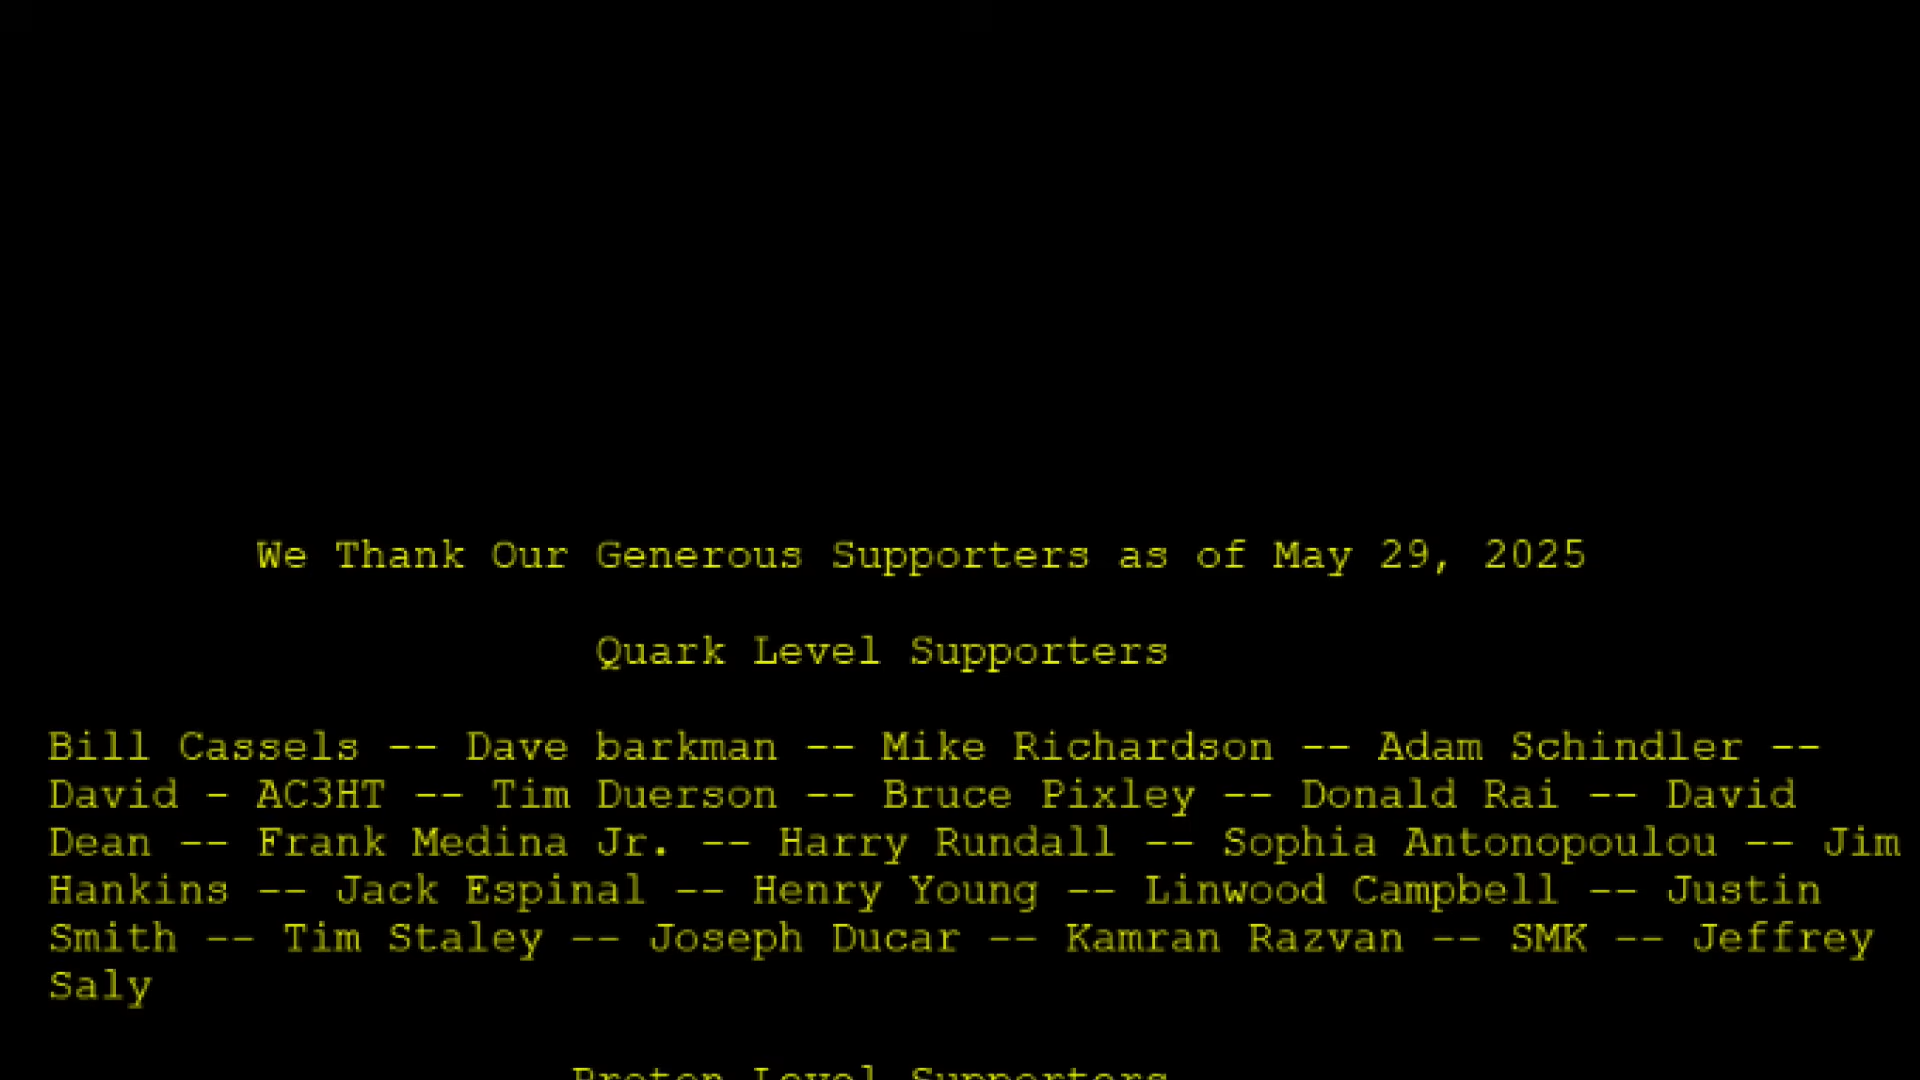 We Thank Our Generous Supporters as of May 29, 2025
Quark Level Supporters
Bill Cassels -- Dave barkman -- Mike Richardson -- Adam Schindler --
David - AC3HT -- Tim Duerson -- Bruce Pixley -- Donald Rai -- David
Dean -- Frank Medina Jr. -- Harry Rundall -- Sophia Antonopoulou -- Jim
Hankins -- Jack Espinal -- Henry Young -- Linwood Campbell -- Justin
Smith -- Tim Staley -- Joseph Ducar -- Kamran Razvan -- SMK -- Jeffrey
Saly
Proton Level Supporters